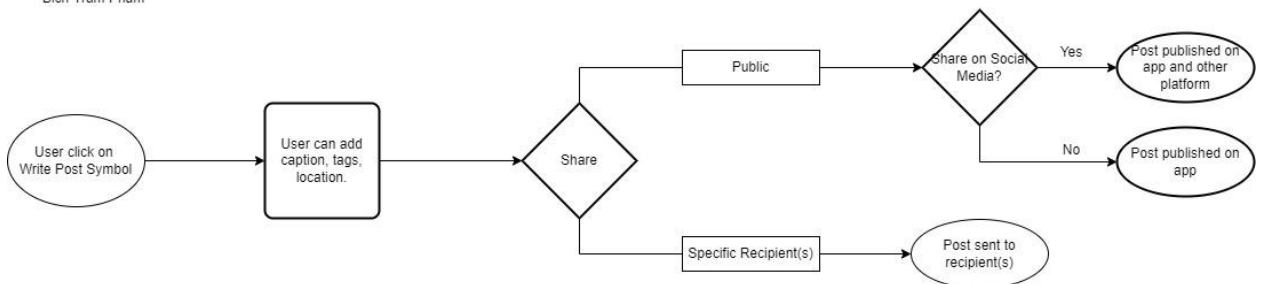 User click on
Write Post Symbol
User can add
caption, tags,
location.
Share
Public
Share on Social
Media?
Yes
Post published on
app and other
platform
No
Post published on
app
Specific Recipient(s)
Post sent to
recipient(s)